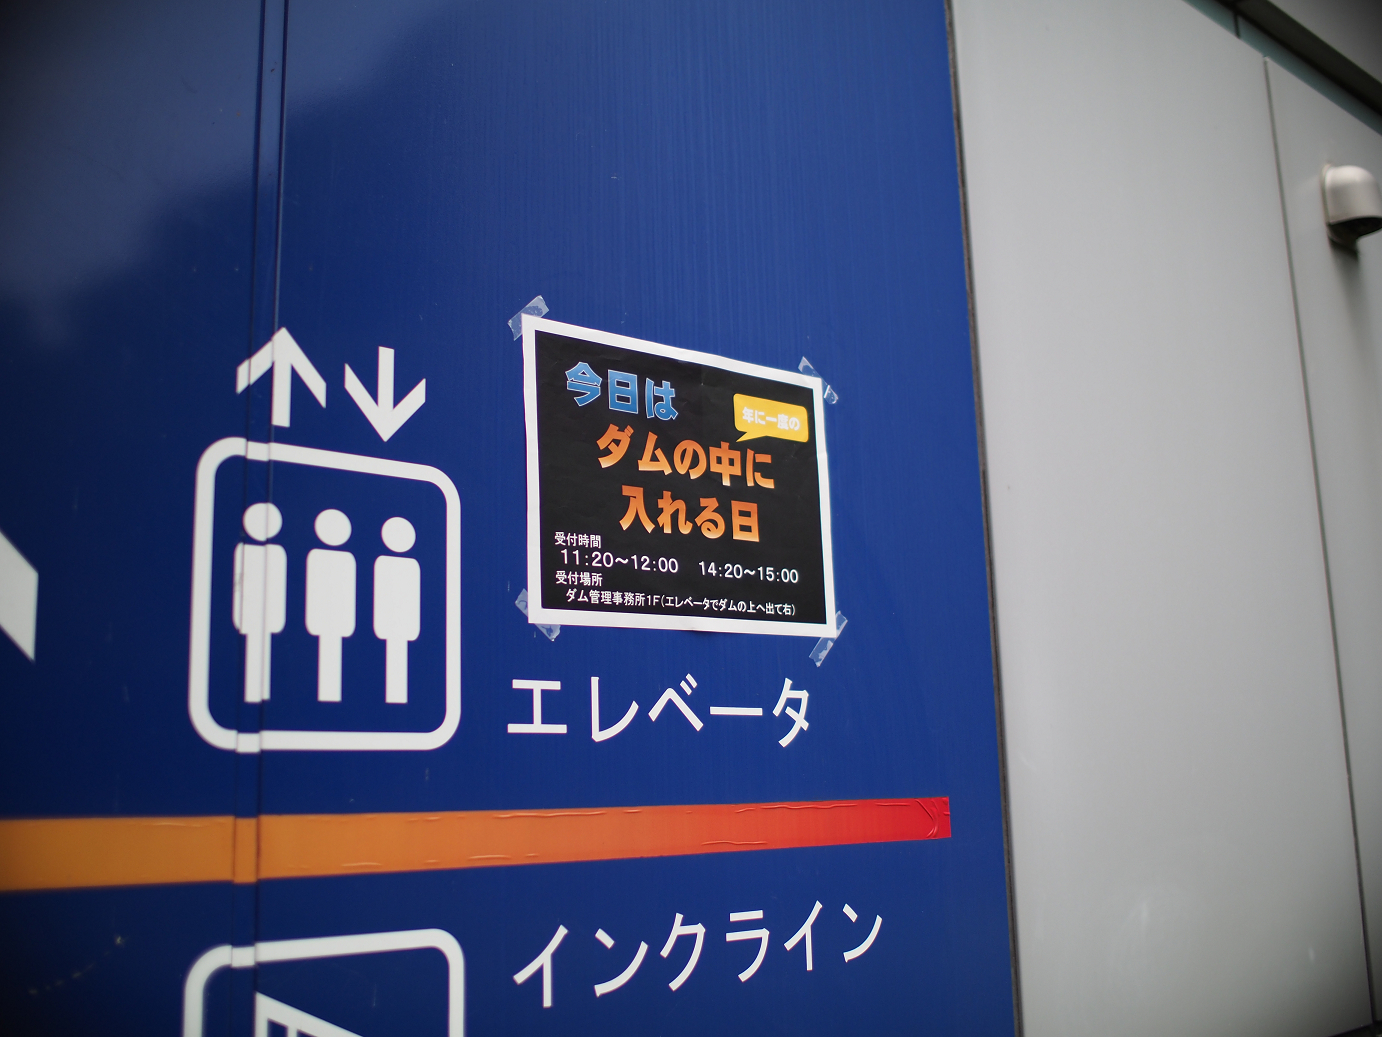 今日は
年に一度の
ダムの中に
入れる日
受付時間
11:20～12:00 14:20～15:00
受付場所
ダム管理事務所1F(エレベータでダムの上へ出て右)
エレベータ
インクライン